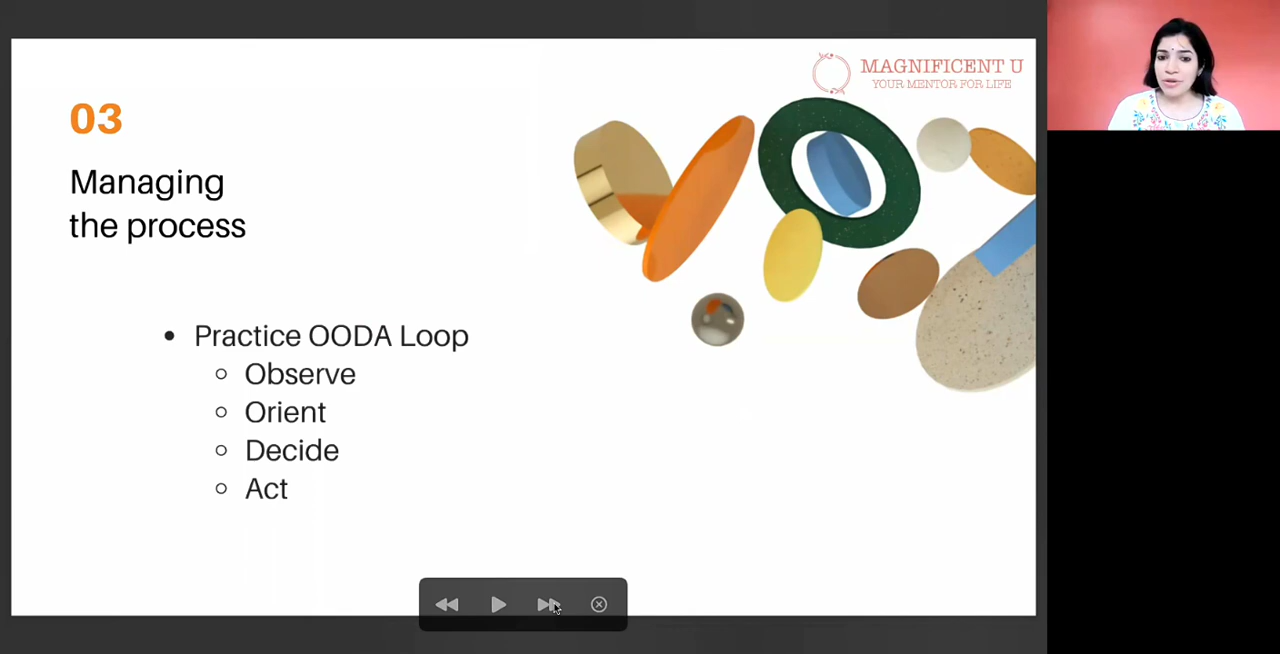 MAGNIFICENT U
YOUR MENTOR FOR LIFE
03
Managing
the process
• Practice OODA Loop
○ Observe
○ Orient
○ Decide
○ Act